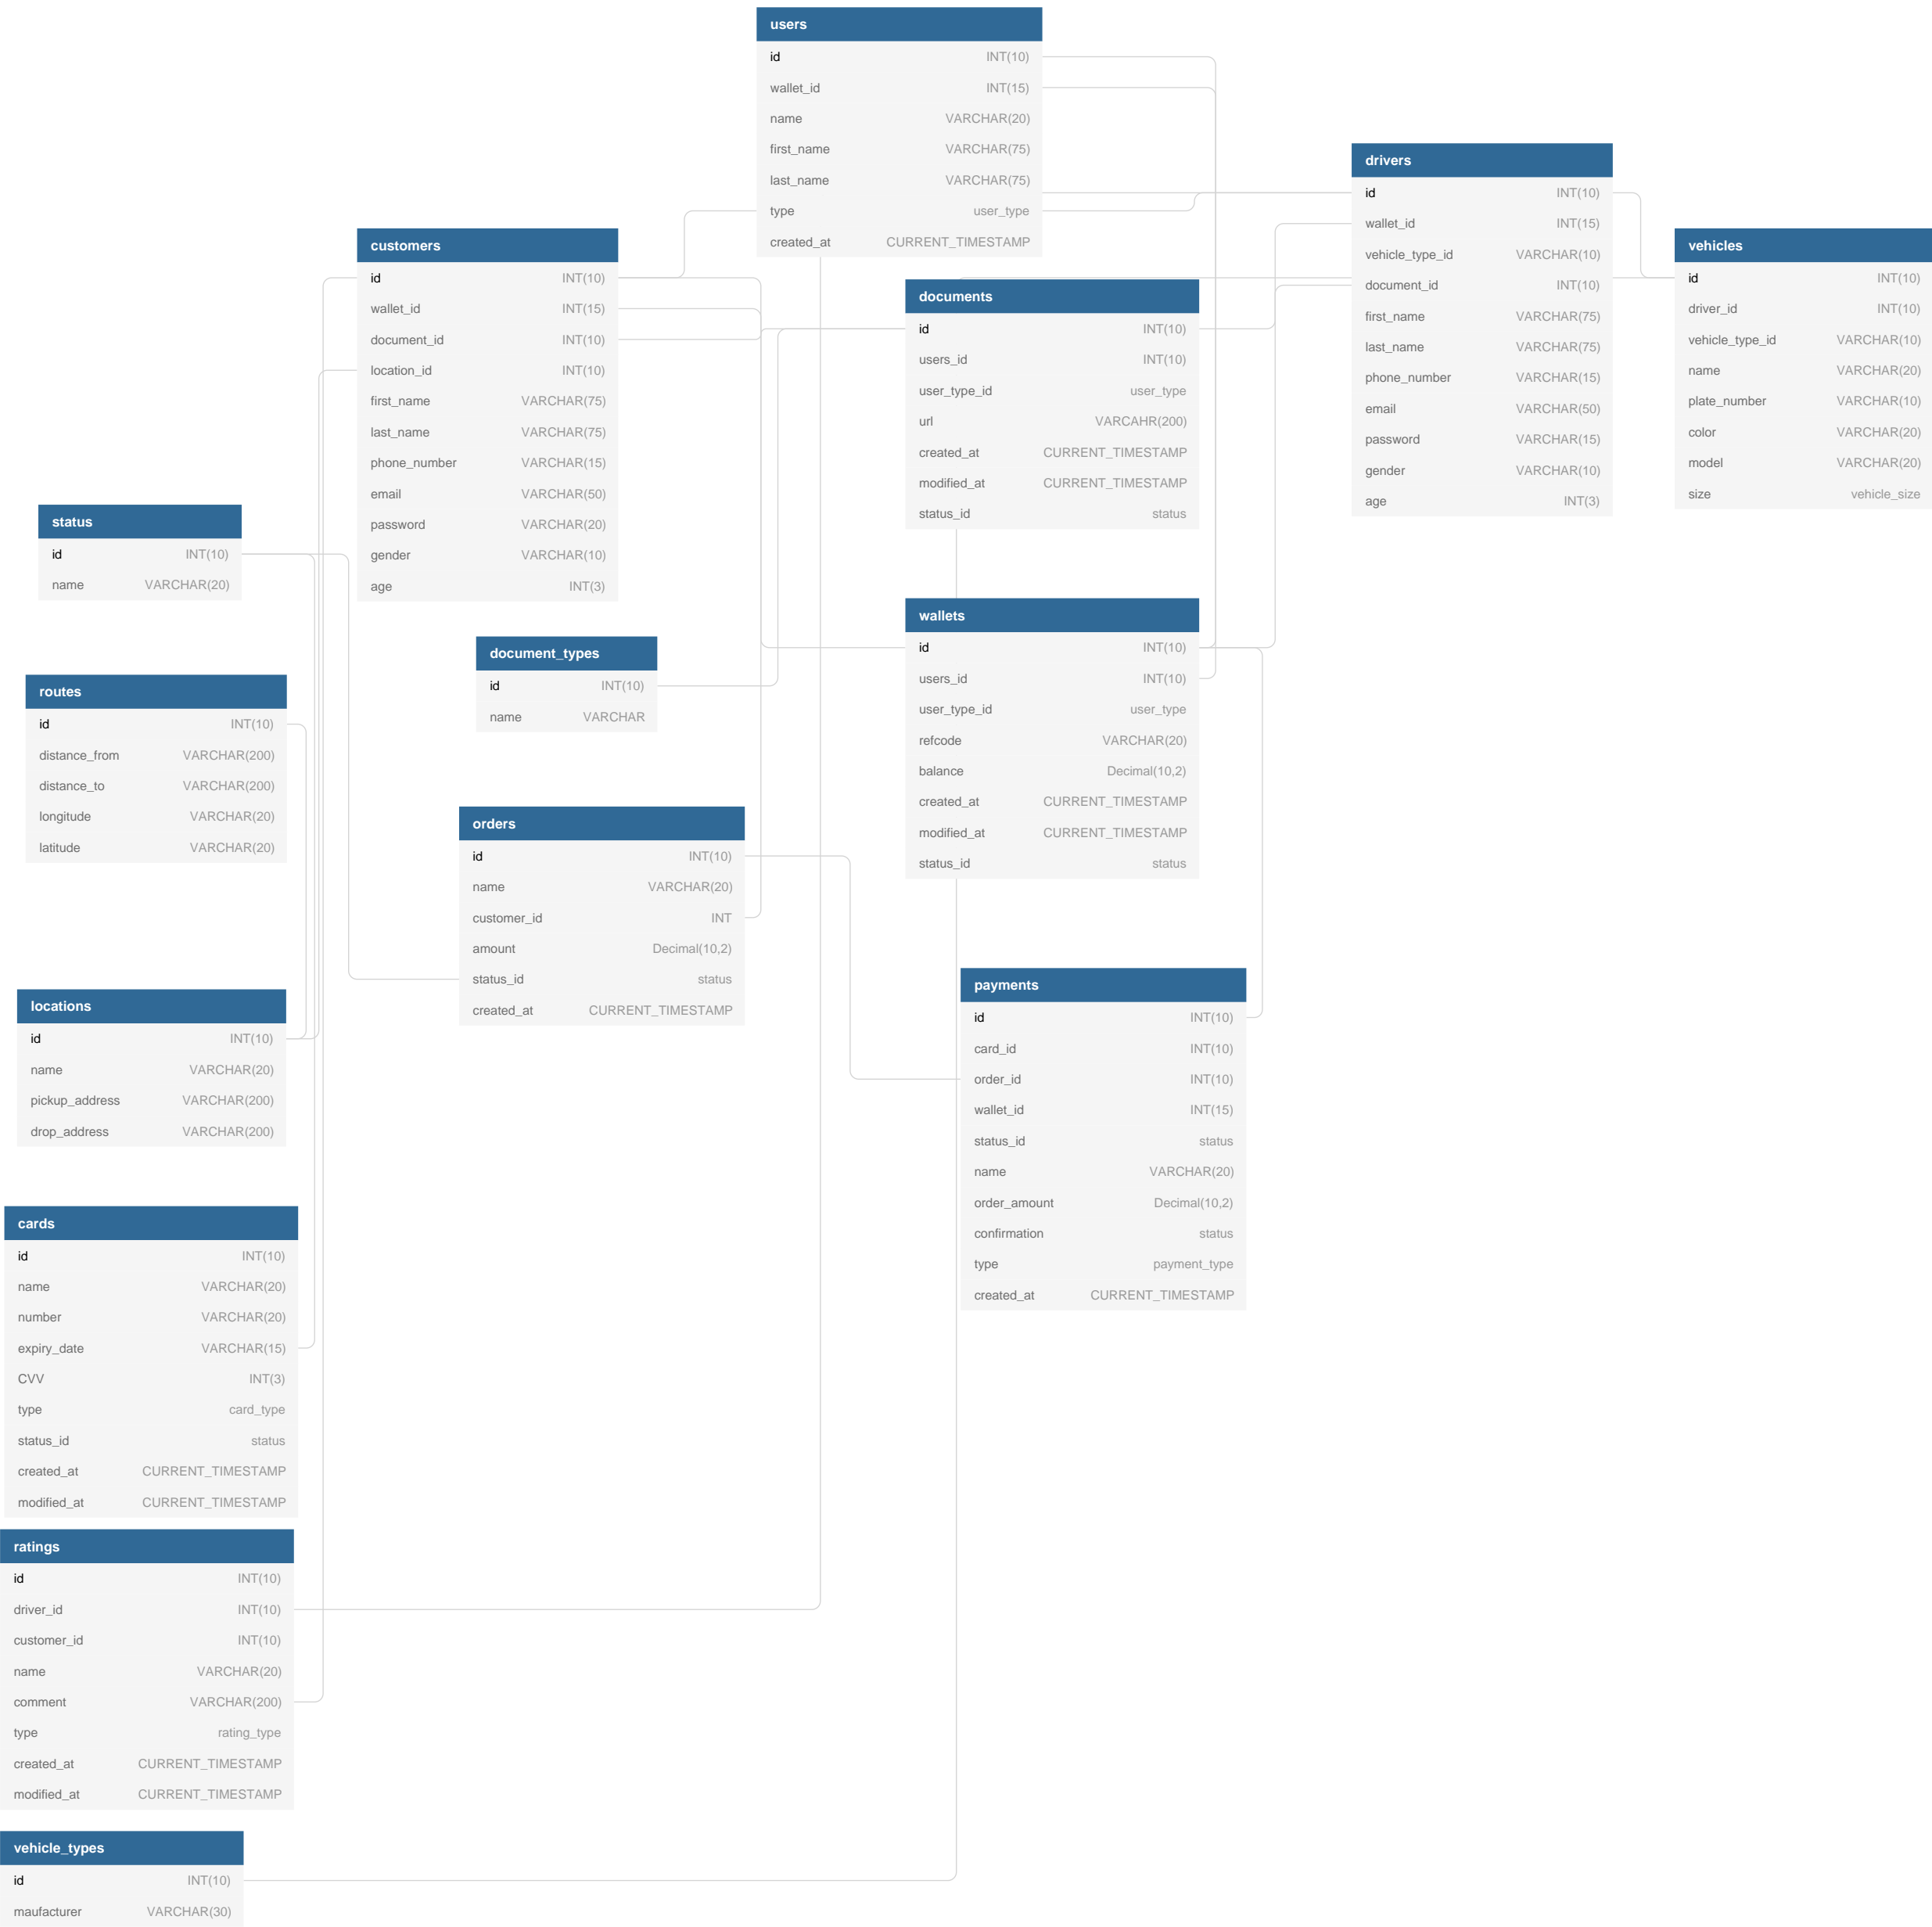 users
id INT(10)
wallet_id INT(15)
name VARCHAR(20)
first_name VARCHAR(75)
last_name VARCHAR(75)
type user_type
created_at CURRENT_TIMESTAMP
drivers
id INT(10)
wallet_id INT(15)
vehicle_type_id VARCHAR(10)
document_id INT(10)
first_name VARCHAR(75)
last_name VARCHAR(75)
phone_number VARCHAR(15)
email VARCHAR(50)
password VARCHAR(15)
gender VARCHAR(10)
age INT(3)
customers
id INT(10)
wallet_id INT(15)
document_id INT(10)
location_id INT(10)
first_name VARCHAR(75)
last_name VARCHAR(75)
phone_number VARCHAR(15)
email VARCHAR(50)
password VARCHAR(20)
gender VARCHAR(10)
age INT(3)
vehicles
id INT(10)
driver_id INT(10)
vehicle_type_id VARCHAR(10)
name VARCHAR(20)
plate_number VARCHAR(10)
color VARCHAR(20)
model VARCHAR(20)
size vehicle_size
documents
id INT(10)
users_id INT(10)
user_type_id user_type
url VARCAHR(200)
created_at CURRENT_TIMESTAMP
modified_at CURRENT_TIMESTAMP
status_id status
status
id INT(10)
name VARCHAR(20)
wallets
id INT(10)
users_id INT(10)
user_type_id user_type
refcode VARCHAR(20)
balance Decimal(10,2)
created_at CURRENT_TIMESTAMP
modified_at CURRENT_TIMESTAMP
status_id status
document_types
id INT(10)
name VARCHAR
routes
id INT(10)
distance_from VARCHAR(200)
distance_to VARCHAR(200)
longitude VARCHAR(20)
latitude VARCHAR(20)
orders
id INT(10)
name VARCHAR(20)
customer_id INT
amount Decimal(10,2)
status_id status
created_at CURRENT_TIMESTAMP
payments
id INT(10)
card_id INT(10)
order_id INT(10)
wallet_id INT(15)
status_id status
name VARCHAR(20)
order_amount Decimal(10,2)
confirmation status
type payment_type
created_at CURRENT_TIMESTAMP
locations
id INT(10)
name VARCHAR(20)
pickup_address VARCHAR(200)
drop_address VARCHAR(200)
cards
id INT(10)
name VARCHAR(20)
number VARCHAR(20)
expiry_date VARCHAR(15)
CVV INT(3)
type card_type
status_id status
created_at CURRENT_TIMESTAMP
modified_at CURRENT_TIMESTAMP
ratings
id INT(10)
driver_id INT(10)
customer_id INT(10)
name VARCHAR(20)
comment VARCHAR(200)
type rating_type
created_at CURRENT_TIMESTAMP
modified_at CURRENT_TIMESTAMP
vehicle_types
id INT(10)
maufacturer VARCHAR(30)